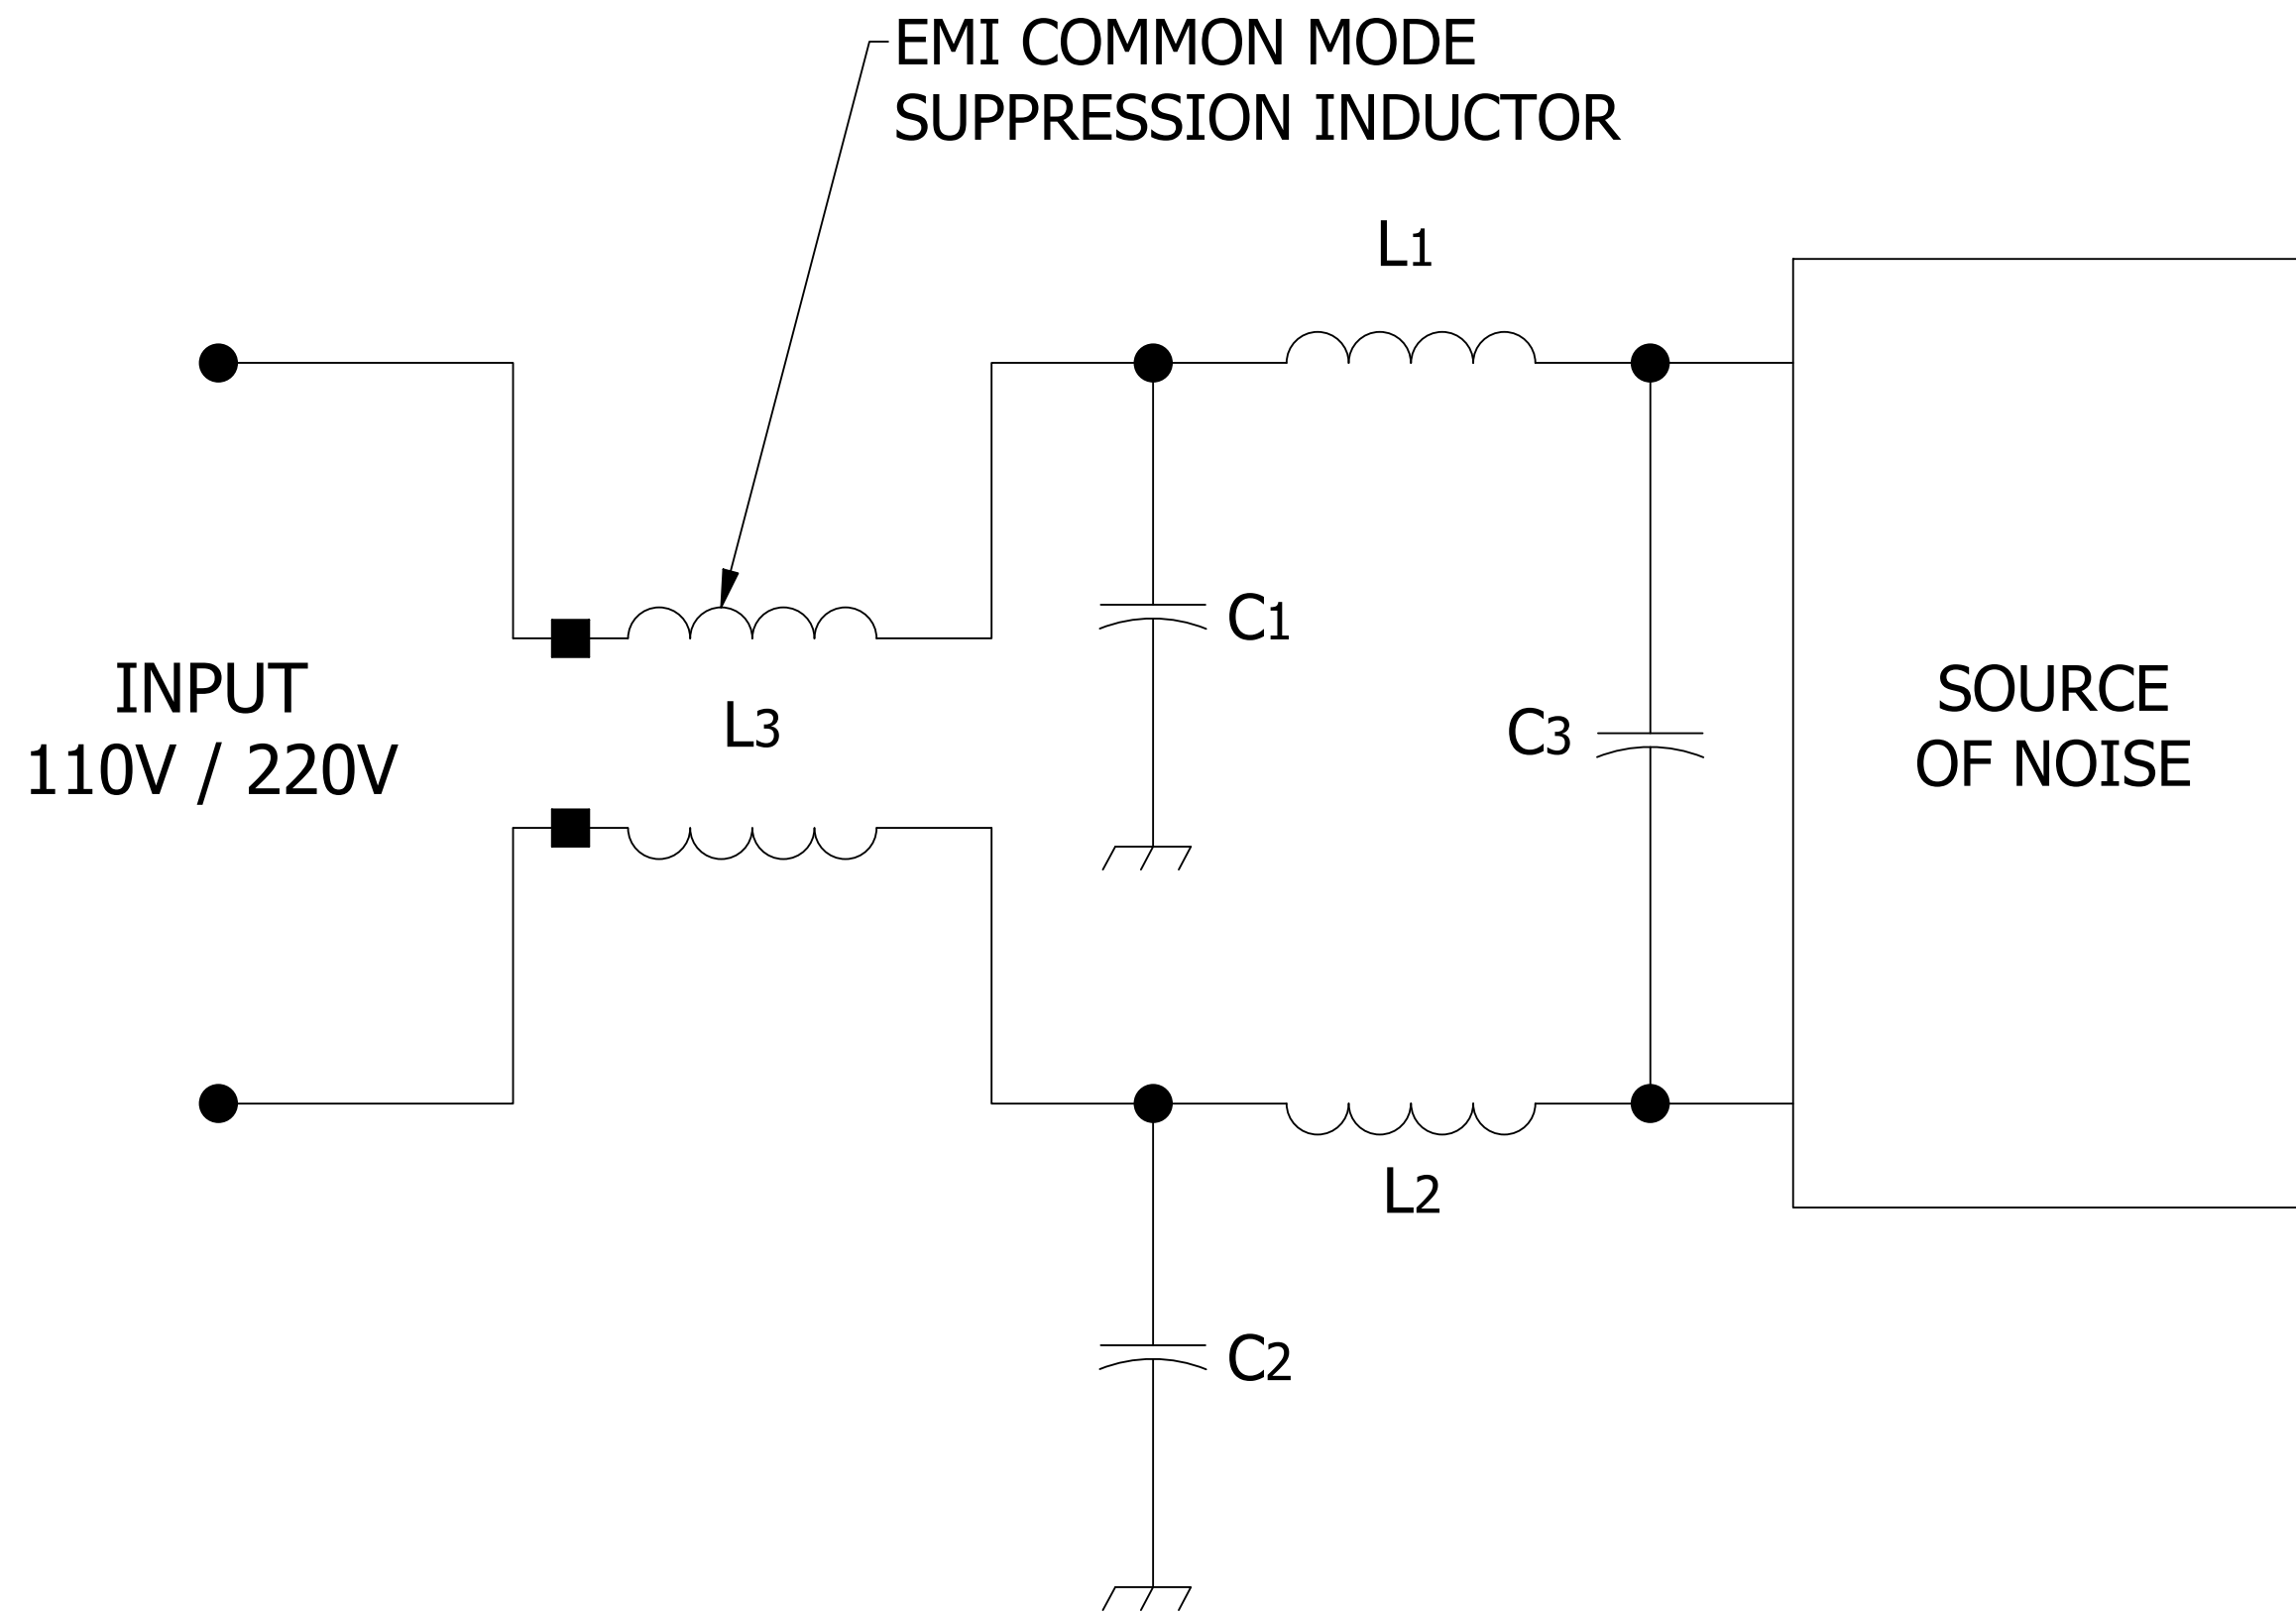 EMI COMMON MODE
SUPPRESSION INDUCTOR
L1
C1
INPUT
110V / 220V
L3
C3
SOURCE
OF NOISE
L2
C2